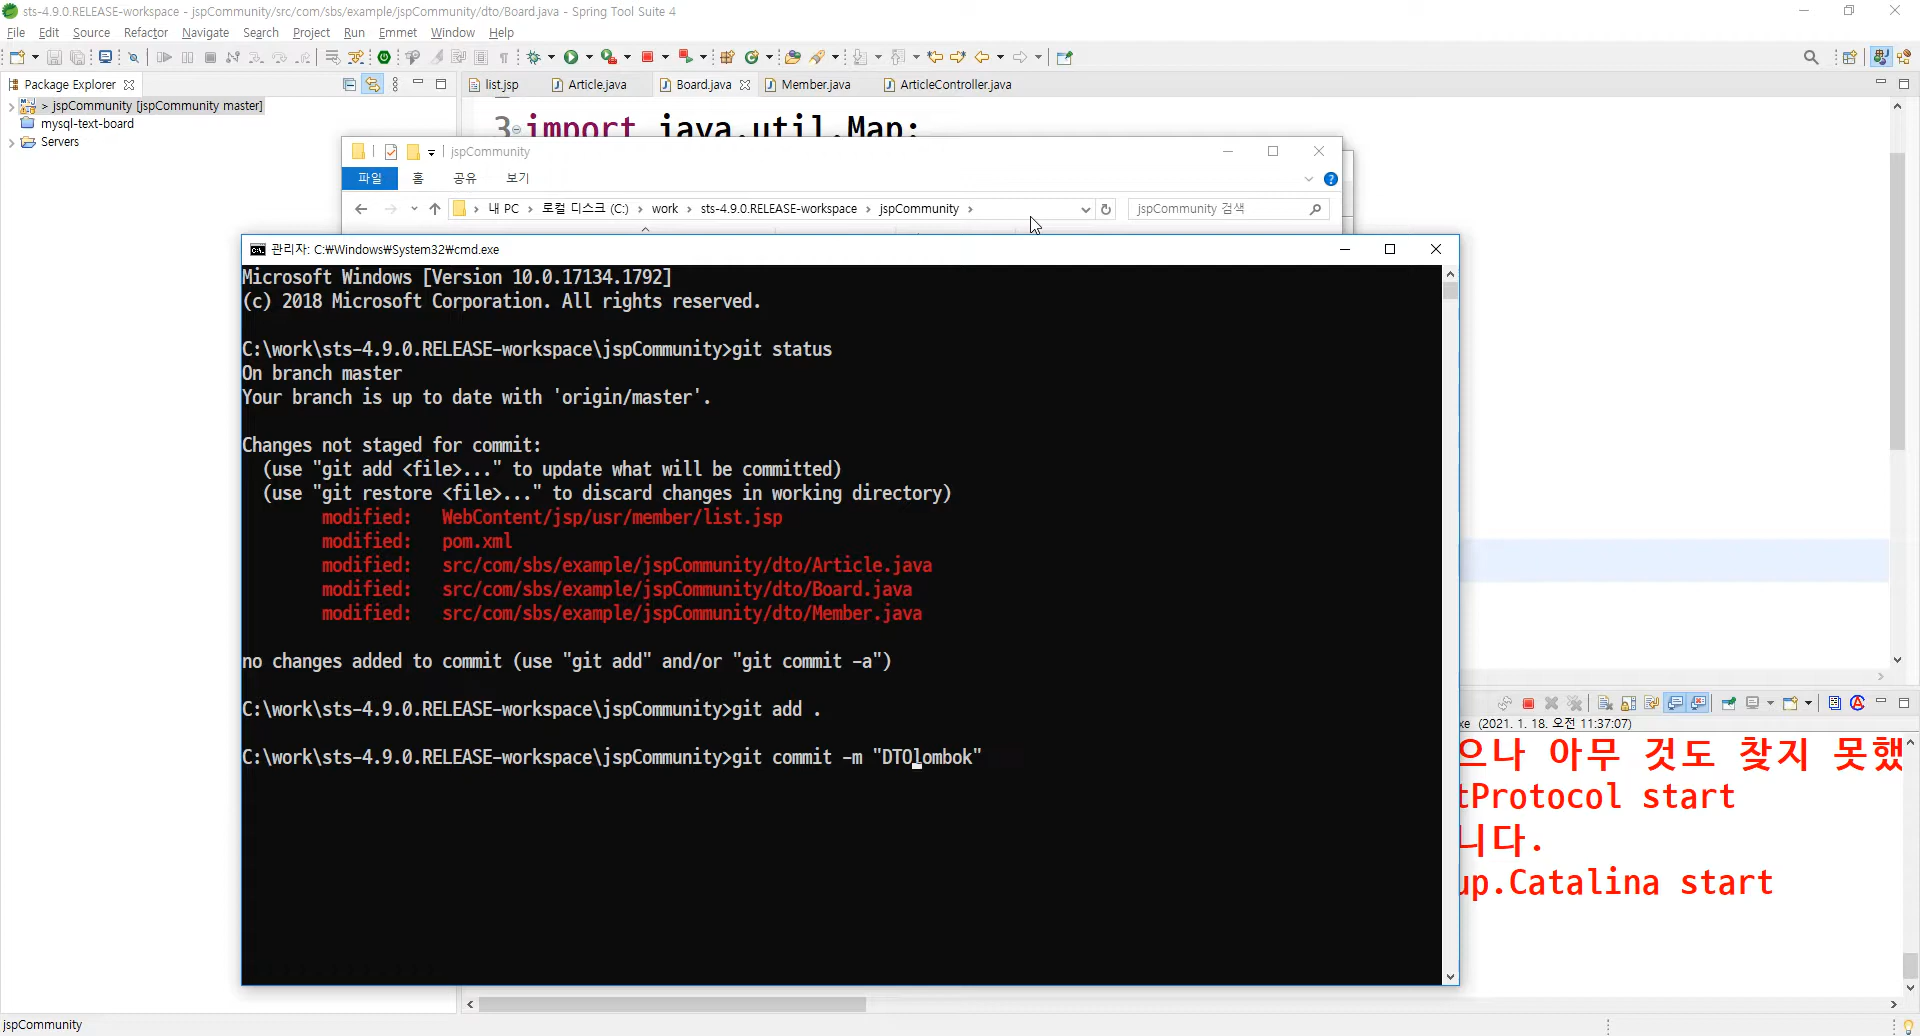 sts-4.9.0.RELEASE-workspace - jspCommunity/src/com/sbs/example/jspCommunity/dto/Board.java - Spring Tool Suite 4
File Edit Source Refactor Navigate Search Project Run Emmet Window Help
Package Explorer
list.jsp Article.java Board.java Member.java ArticleController.java
> jspCommunity [jspCommunity master]
mysql-text-board
Servers
3 import java.util.Map;
jspCommunity
파일 홈 공유 보기
내 PC > 로컬 디스크 (C:) > work > sts-4.9.0.RELEASE-workspace > jspCommunity >
jspCommunity 검색
관리자: C:₩Windows₩System32₩cmd.exe
Microsoft Windows [Version 10.0.17134.1792]
(c) 2018 Microsoft Corporation. All rights reserved.
C:\work\sts-4.9.0.RELEASE-workspace\jspCommunity>git status
On branch master
Your branch is up to date with 'origin/master'.
Changes not staged for commit:
(use "git add <file>..." to update what will be committed)
(use "git restore <file>..." to discard changes in working directory)
modified: WebContent/jsp/usr/member/list.jsp
modified: pom.xml
modified: src/com/sbs/example/jspCommunity/dto/Article.java
modified: src/com/sbs/example/jspCommunity/dto/Board.java
modified: src/com/sbs/example/jspCommunity/dto/Member.java
no changes added to commit (use "git add" and/or "git commit -a")
C:\work\sts-4.9.0.RELEASE-workspace\jspCommunity>git add .
C:\work\sts-4.9.0.RELEASE-workspace\jspCommunity>git commit -m "DTOlombok"
xe (2021. 1. 18. 오전 11:37:07)
으나 아무 것도 찾지 못했
tProtocol start
니다.
up.Catalina start
jspCommunity